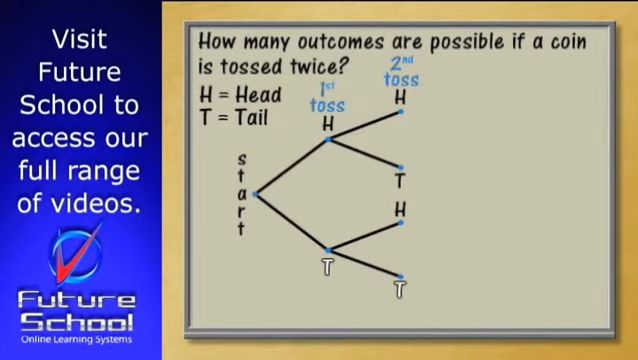 Visit
Future
School to
access our
full range
of videos.
Future
School
Online Learning Systems
How many outcomes are possible if a coin
is tossed twice?
H = Head
T = Tail
1st
toss
2nd
toss
start
H
T
H
T
H
T